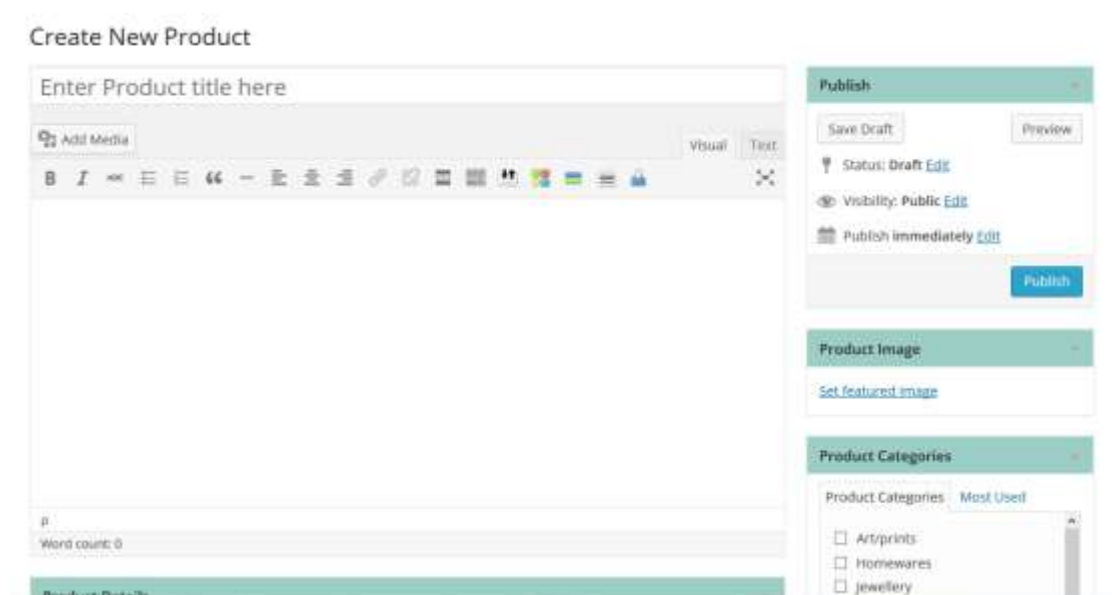 Create New Product
Enter Product title here
Add Media
Visual
Text
B I
p
Word count: 0
Product Details
Publish
Save Draft
Preview
Status: Draft Edit
Visibility: Public Edit
Publish immediately Edit
Publish
Product Image
Set featured image
Product Categories
Product Categories
Most Used
Art/prints
Homewares
Jewellery